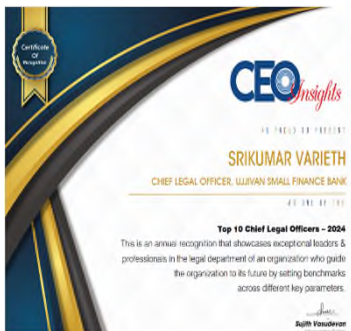 Certificate
Of
Recognition
CEO Insights
IS PROUD TO PRESENT
SRIKUMAR VARIETH
CHIEF LEGAL OFFICER, UJJIVAN SMALL FINANCE BANK
AS ONE OF THE
Top 10 Chief Legal Officers – 2024
This is an annual recognition that showcases exceptional leaders &
professionals in the legal department of an organization who guide
the organization to its future by setting benchmarks
across different key parameters.
Sujith Vasudevan